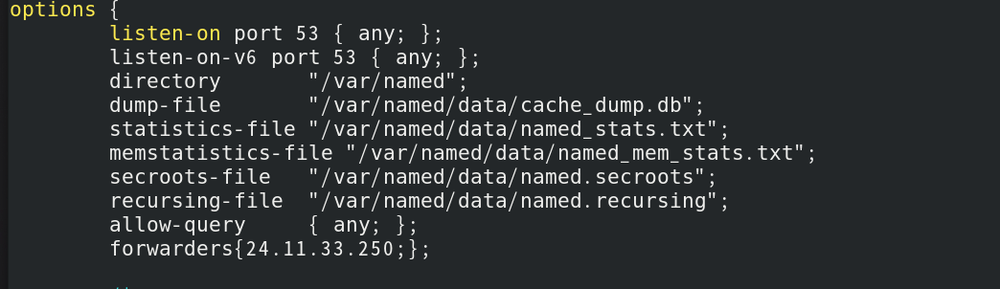 options {
listen-on port 53 { any; };
listen-on-v6 port 53 { any; };
directory "/var/named";
dump-file "/var/named/data/cache_dump.db";
statistics-file "/var/named/data/named_stats.txt";
memstatistics-file "/var/named/data/named_mem_stats.txt";
secroots-file "/var/named/data/named.secroots";
recursing-file "/var/named/data/named.recursing";
allow-query { any; };
forwarders{24.11.33.250;};